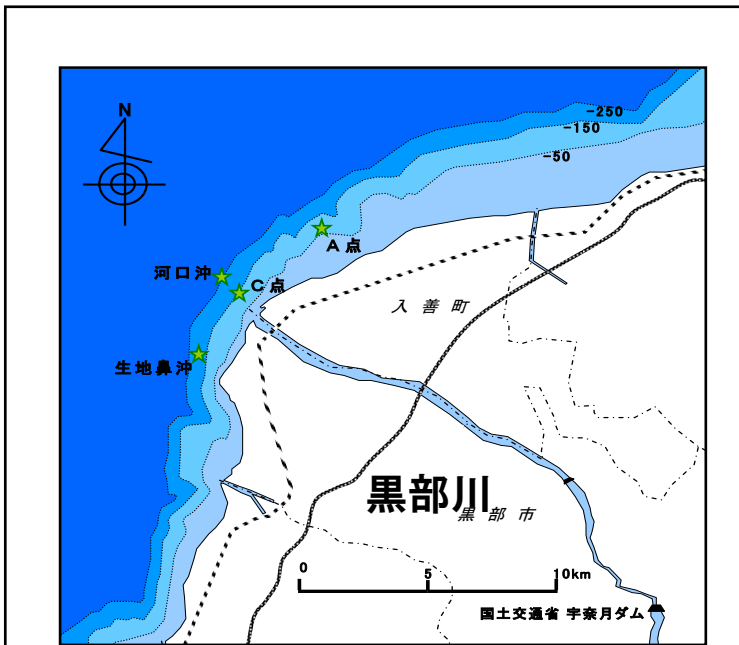 N
-250
-150
-50
A点
河口沖
C点
入善町
生地鼻沖
黒部川
黒部市
0 5 10km
国土交通省 宇奈月ダム